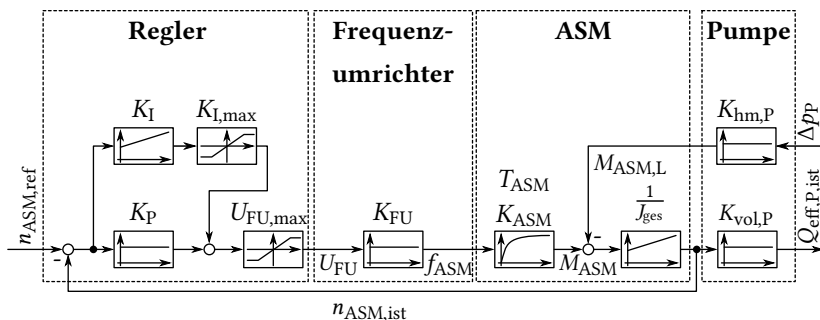 Regler
Frequenz-
umrichter
ASM
Pumpe
K_I
K_I,max
K_hm,P
Δp_P
M_ASM,L
n_ASM,ref
T_ASM
1
J_ges
K_P
U_FU,max
K_FU
K_ASM
K_vol,P
Q_eff,P,ist
-
-
U_FU
f_ASM
M_ASM
n_ASM,ist